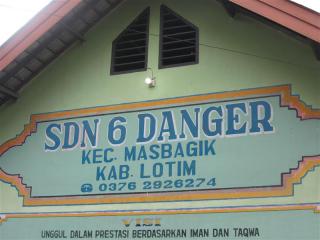 SDN 6 DANGER
KEC. MASBAGIK
KAB. LOTIM
☎ 0376 2926274
VISI
UNGGUL DALAM PRESTASI BERDASARKAN IMAN DAN TAQWA